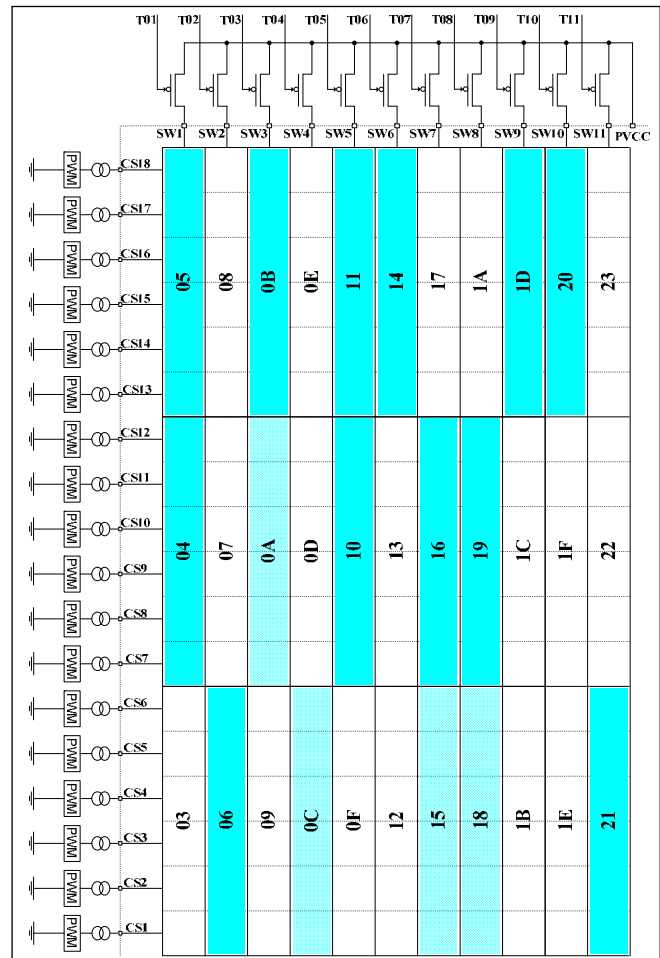 T01 T02 T03 T04 T05 T06 T07 T08 T09 T10 T11
SW1 SW2 SW3 SW4 SW5 SW6 SW7 SW8 SW9 SW10 SW11 PVCC
PWM CS18
PWM CS17
PWM CS16
PWM CS15
PWM CS14
PWM CS13
05 08 0B 0E 11 14 17 1A 1D 20 23
PWM CS12
PWM CS11
PWM CS10
PWM CS9
PWM CS8
PWM CS7
04 07 0A 0D 10 13 16 19 1C 1F 22
PWM CS6
PWM CS5
PWM CS4
PWM CS3
PWM CS2
PWM CS1
03 06 09 0C 0F 12 15 18 1B 1E 21